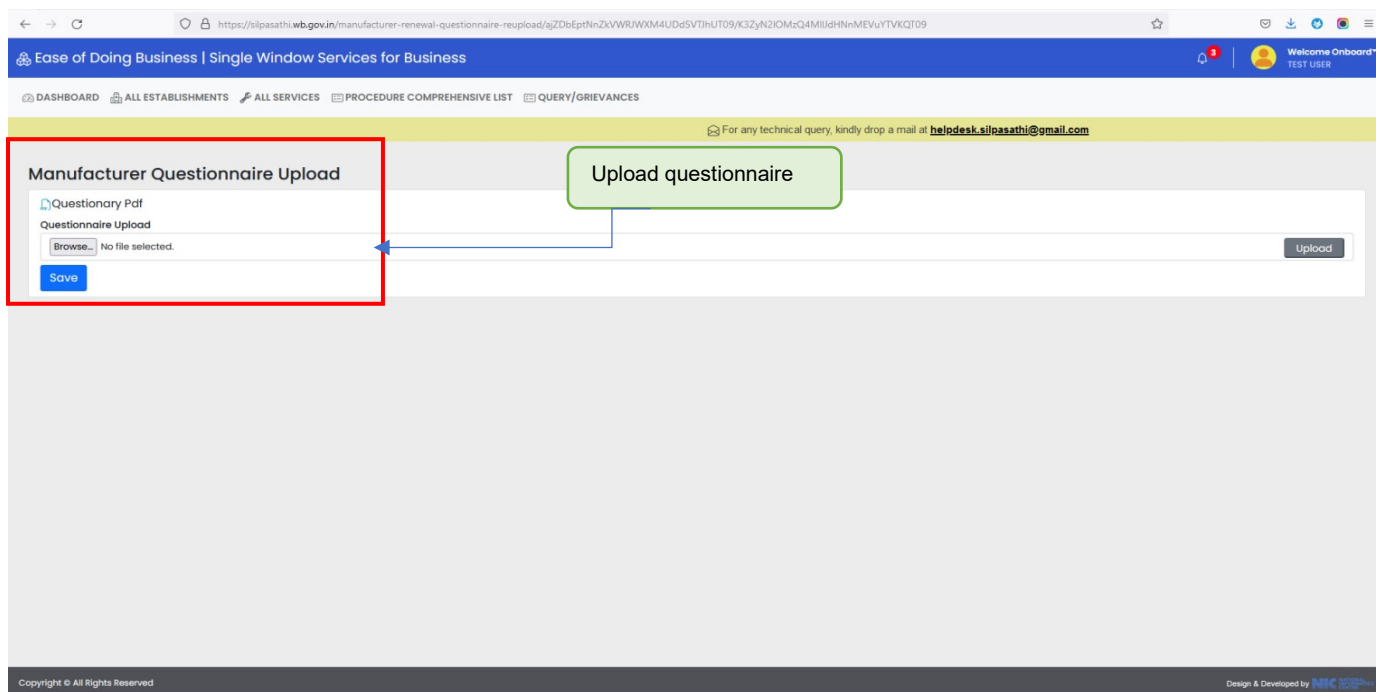 https://silpasathi.wb.gov.in/manufacturer-renewal-questionnaire-reupload/
Ease of Doing Business | Single Window Services for Business
3
Welcome Onboard
TEST USER
DASHBOARD ALL ESTABLISHMENTS ALL SERVICES PROCEDURE COMPREHENSIVE LIST QUERY/GRIEVANCES
For any technical query, kindly drop a mail at helpdesk.silpasathi@gmail.com
Manufacturer Questionnaire Upload
Upload questionnaire
Questionary Pdf
Questionnaire Upload
Browse... No file selected.
Upload
Save
Copyright © All Rights Reserved
Design & Developed by NIC